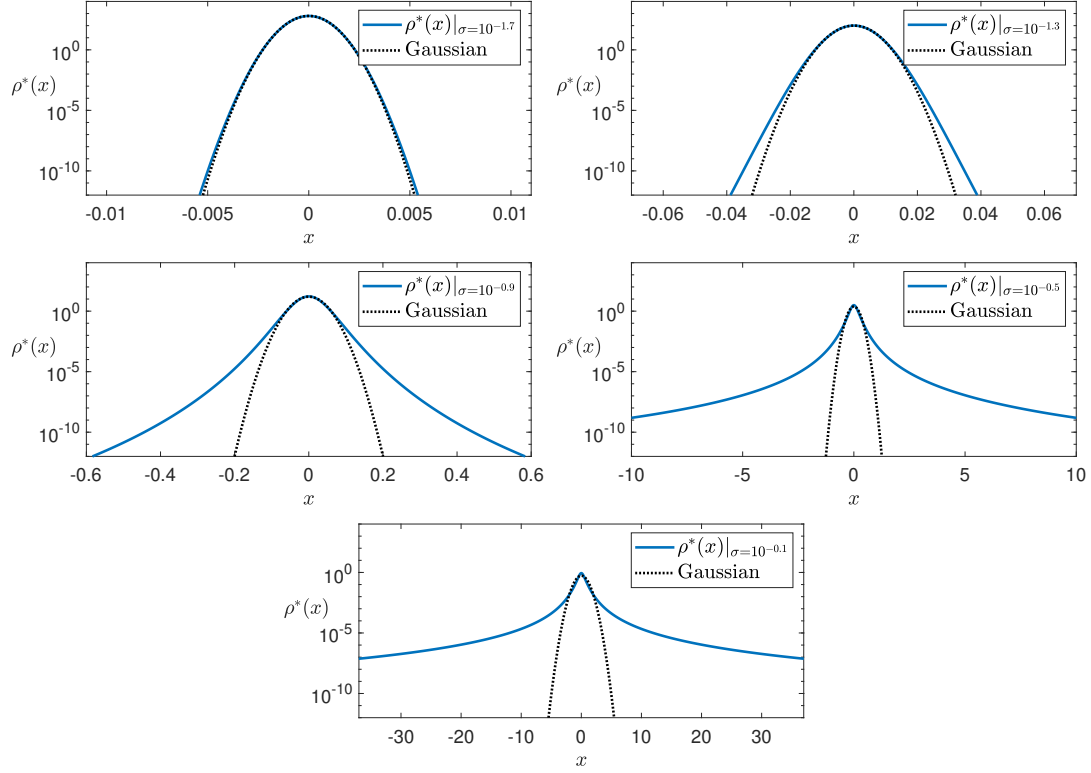 ρ*(x)|σ=10^-1.7
Gaussian
10^0
10^-5
10^-10
ρ*(x)
-0.01 -0.005 0 0.005 0.01
x
ρ*(x)|σ=10^-1.3
Gaussian
10^0
10^-5
10^-10
ρ*(x)
-0.06 -0.04 -0.02 0 0.02 0.04 0.06
x
ρ*(x)|σ=10^-0.9
Gaussian
10^0
10^-5
10^-10
ρ*(x)
-0.6 -0.4 -0.2 0 0.2 0.4 0.6
x
ρ*(x)|σ=10^-0.5
Gaussian
10^0
10^-5
10^-10
ρ*(x)
-10 -5 0 5 10
x
ρ*(x)|σ=10^-0.1
Gaussian
10^0
10^-5
10^-10
ρ*(x)
-30 -20 -10 0 10 20 30
x